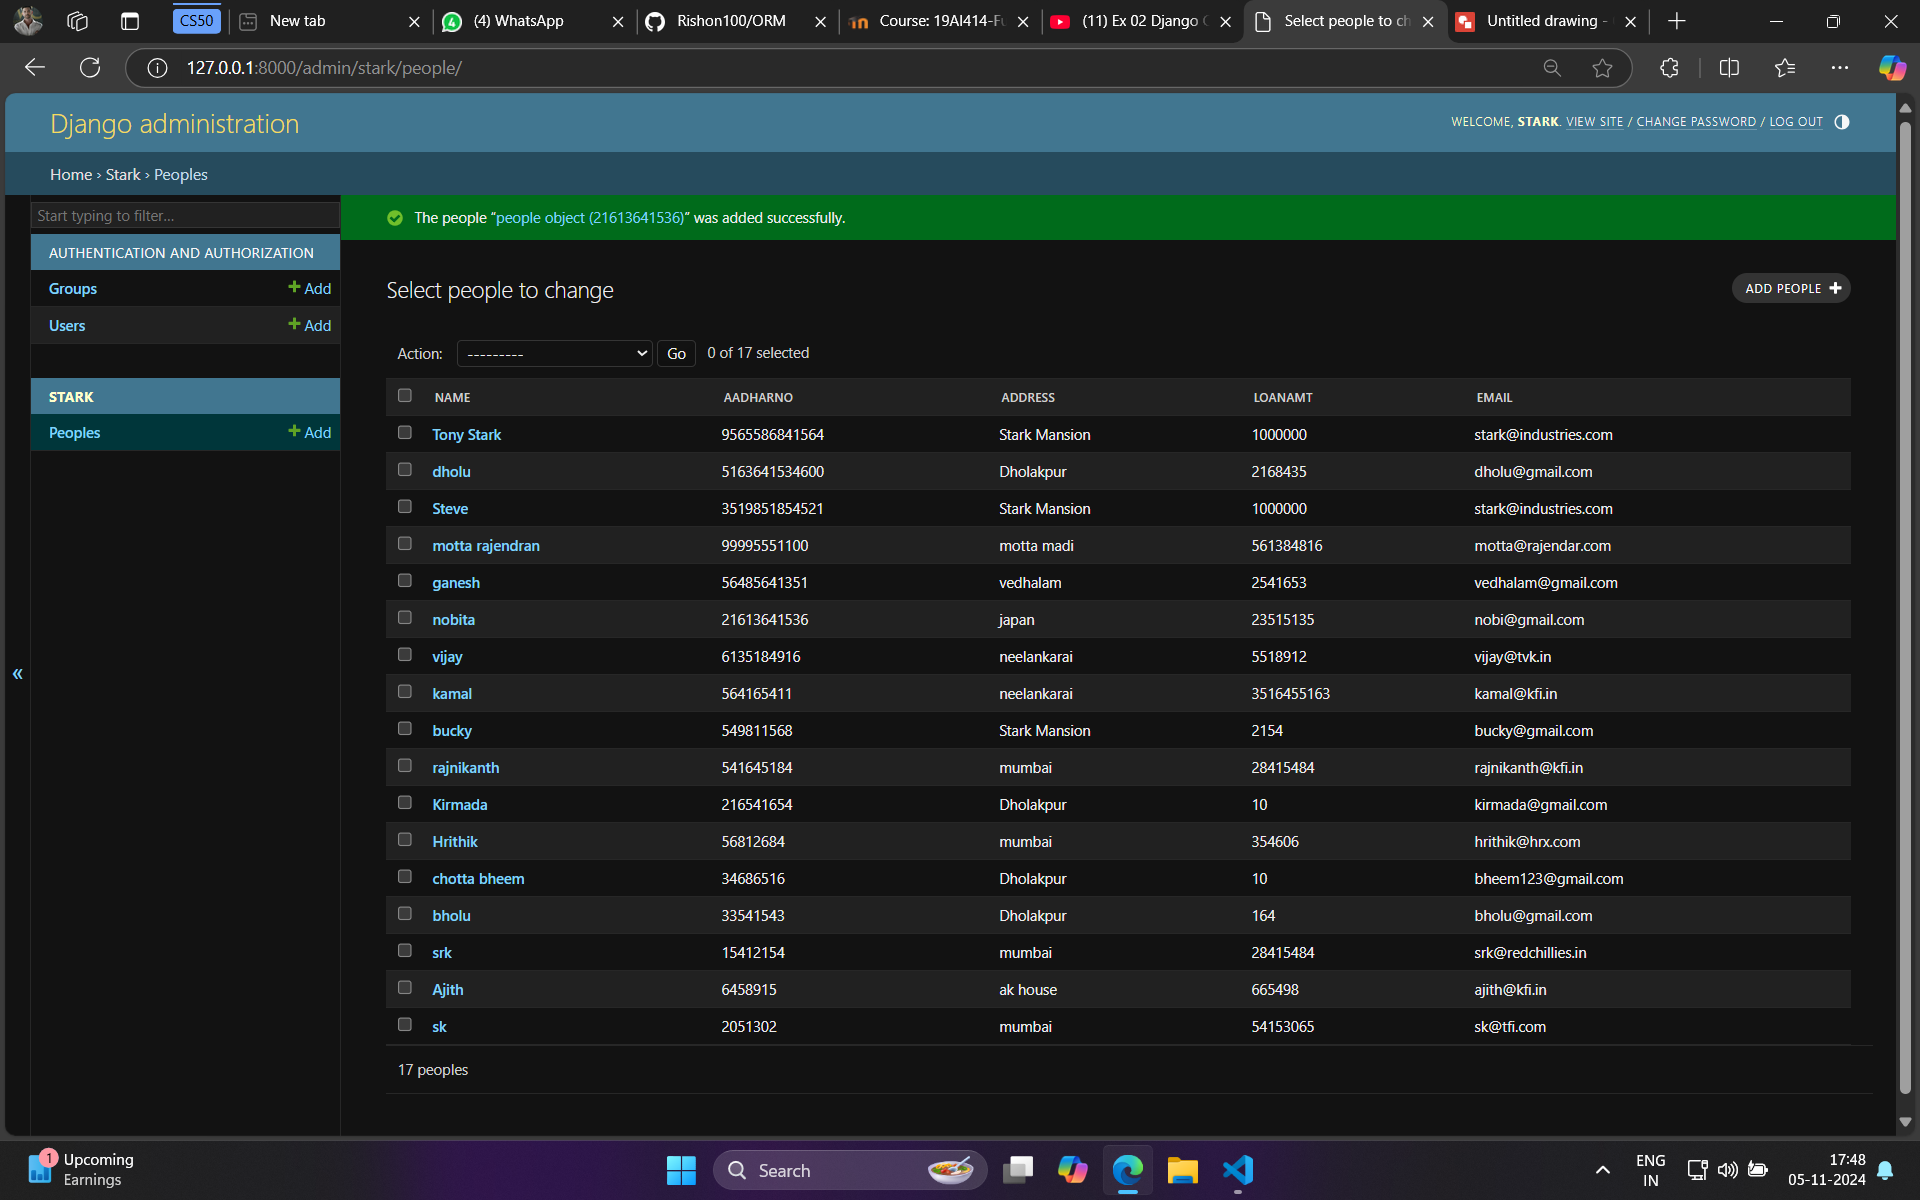 CS50 New tab (4) WhatsApp Rishon100/ORM Course: 19AI414-Fu (11) Ex 02 Django Select people to ch Untitled drawing -
127.0.0.1:8000/admin/stark/people/
Django administration
WELCOME, STARK. VIEW SITE / CHANGE PASSWORD / LOG OUT
Home › Stark › Peoples
Start typing to filter...
The people “people object (21613641536)” was added successfully.
AUTHENTICATION AND AUTHORIZATION
Groups + Add
Users + Add
STARK
Peoples + Add
«
Select people to change
ADD PEOPLE +
Action: --------- Go 0 of 17 selected
NAME AADHARNO ADDRESS LOANAMT EMAIL
Tony Stark 9565586841564 Stark Mansion 1000000 stark@industries.com
dholu 5163641534600 Dholakpur 2168435 dholu@gmail.com
Steve 3519851854521 Stark Mansion 1000000 stark@industries.com
motta rajendran 99995551100 motta madi 561384816 motta@rajendar.com
ganesh 56485641351 vedhalam 2541653 vedhalam@gmail.com
nobita 21613641536 japan 23515135 nobi@gmail.com
vijay 6135184916 neelankarai 5518912 vijay@tvk.in
kamal 564165411 neelankarai 3516455163 kamal@kfi.in
bucky 549811568 Stark Mansion 2154 bucky@gmail.com
rajnikanth 541645184 mumbai 28415484 rajnikanth@kfi.in
Kirmada 216541654 Dholakpur 10 kirmada@gmail.com
Hrithik 56812684 mumbai 354606 hrithik@hrx.com
chotta bheem 34686516 Dholakpur 10 bheem123@gmail.com
bholu 33541543 Dholakpur 164 bholu@gmail.com
srk 15412154 mumbai 28415484 srk@redchillies.in
Ajith 6458915 ak house 665498 ajith@kfi.in
sk 2051302 mumbai 54153065 sk@tfi.com
17 peoples
1 Upcoming
Earnings
Search
ENG
IN
17:48
05-11-2024